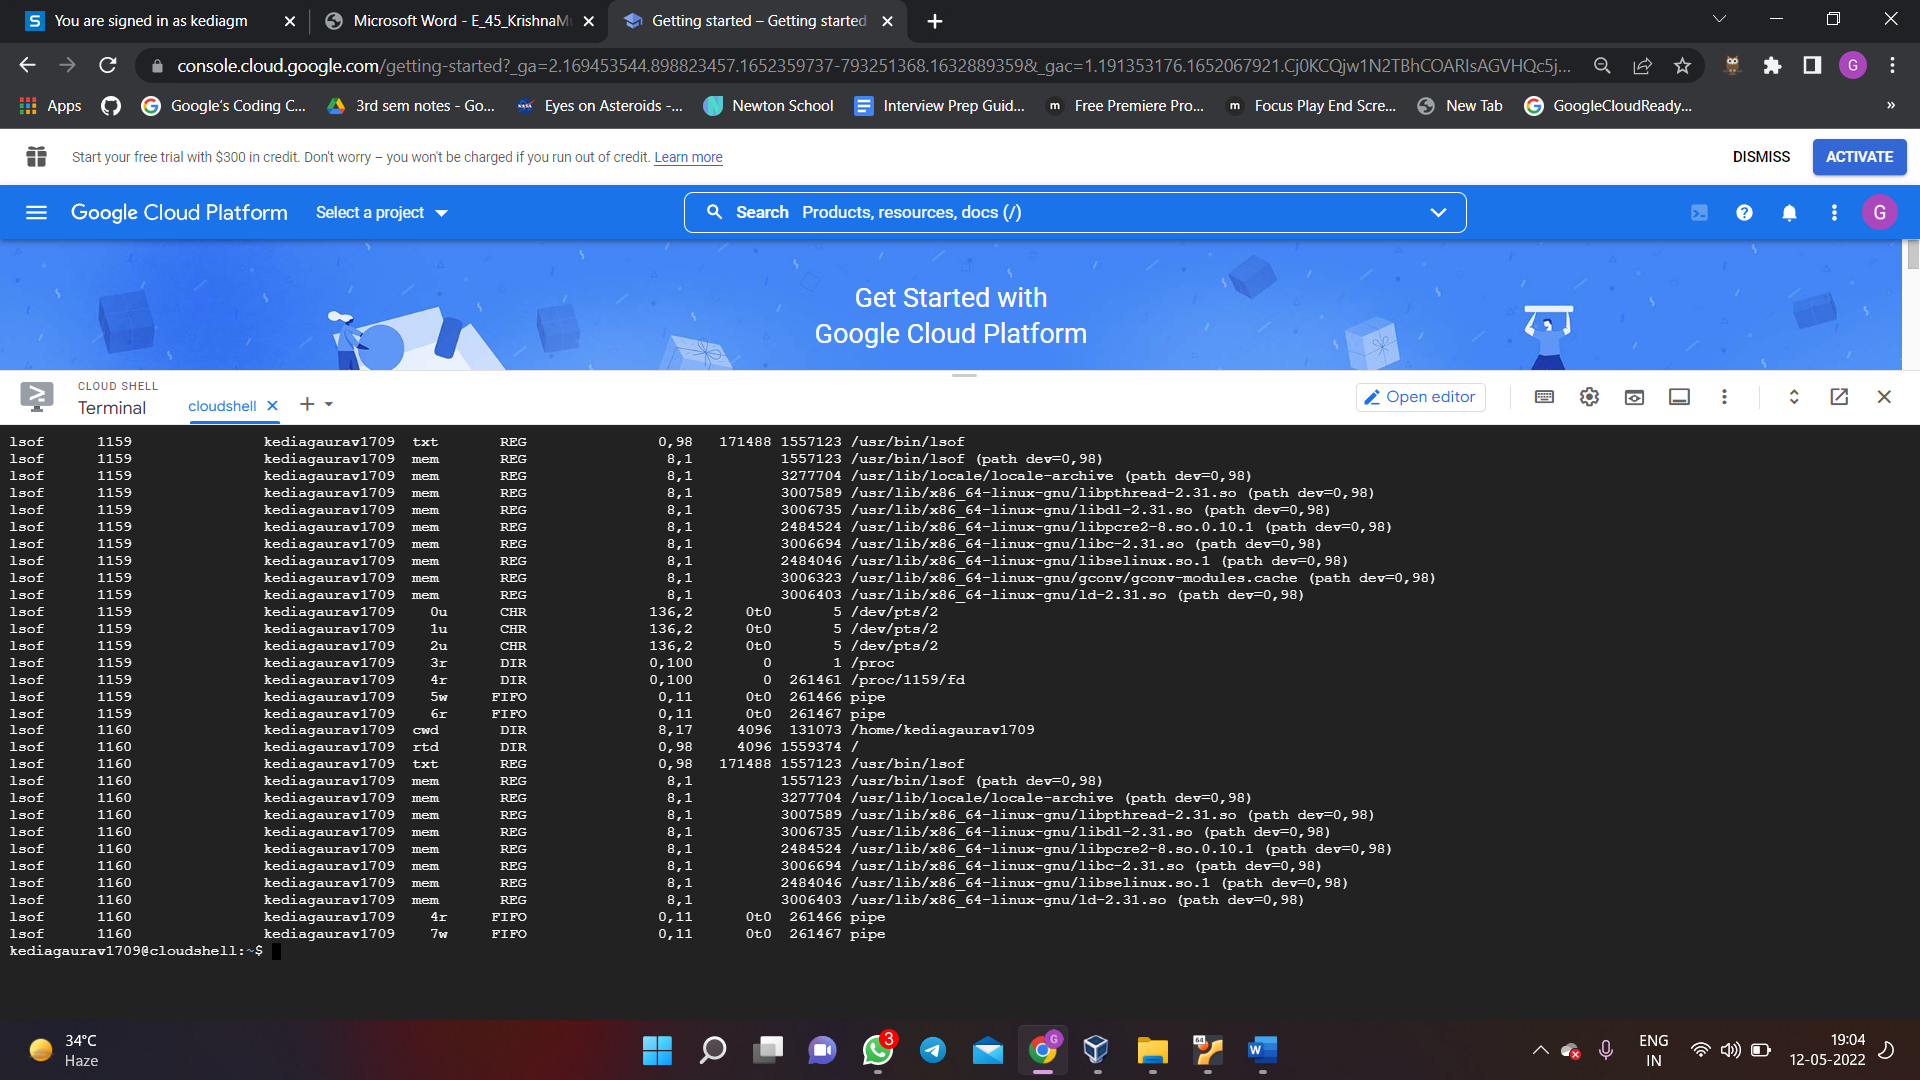 You are signed in as kediagm
Microsoft Word - E_45_KrishnaM
Getting started – Getting started
console.cloud.google.com/getting-started?_ga=2.169453544.898823457.1652359737-793251368.1632889359&_gac=1.191353176.1652067921.Cj0KCQjw1N2TBhCOARIsAGVHQc5j...
G
Apps
Google's Coding C...
3rd sem notes - Go...
Eyes on Asteroids -...
Newton School
Interview Prep Guid...
Free Premiere Pro...
Focus Play End Scre...
New Tab
GoogleCloudReady...
»
Start your free trial with $300 in credit. Don't worry – you won't be charged if you run out of credit. Learn more
DISMISS
ACTIVATE
Google Cloud Platform
Select a project
Search Products, resources, docs (/)
G
Get Started with
Google Cloud Platform
CLOUD SHELL
Terminal
cloudshell
Open editor
lsof 1159 kediagaurav1709 txt REG 0,98 171488 1557123 /usr/bin/lsof
lsof 1159 kediagaurav1709 mem REG 8,1 1557123 /usr/bin/lsof (path dev=0,98)
lsof 1159 kediagaurav1709 mem REG 8,1 3277704 /usr/lib/locale/locale-archive (path dev=0,98)
lsof 1159 kediagaurav1709 mem REG 8,1 3007589 /usr/lib/x86_64-linux-gnu/libpthread-2.31.so (path dev=0,98)
lsof 1159 kediagaurav1709 mem REG 8,1 3006735 /usr/lib/x86_64-linux-gnu/libdl-2.31.so (path dev=0,98)
lsof 1159 kediagaurav1709 mem REG 8,1 2484524 /usr/lib/x86_64-linux-gnu/libpcre2-8.so.0.10.1 (path dev=0,98)
lsof 1159 kediagaurav1709 mem REG 8,1 3006694 /usr/lib/x86_64-linux-gnu/libc-2.31.so (path dev=0,98)
lsof 1159 kediagaurav1709 mem REG 8,1 2484046 /usr/lib/x86_64-linux-gnu/libselinux.so.1 (path dev=0,98)
lsof 1159 kediagaurav1709 mem REG 8,1 3006323 /usr/lib/x86_64-linux-gnu/gconv/gconv-modules.cache (path dev=0,98)
lsof 1159 kediagaurav1709 mem REG 8,1 3006403 /usr/lib/x86_64-linux-gnu/ld-2.31.so (path dev=0,98)
lsof 1159 kediagaurav1709 0u CHR 136,2 0t0 5 /dev/pts/2
lsof 1159 kediagaurav1709 1u CHR 136,2 0t0 5 /dev/pts/2
lsof 1159 kediagaurav1709 2u CHR 136,2 0t0 5 /dev/pts/2
lsof 1159 kediagaurav1709 3r DIR 0,100 0 1 /proc
lsof 1159 kediagaurav1709 4r DIR 0,100 0 261461 /proc/1159/fd
lsof 1159 kediagaurav1709 5w FIFO 0,11 0t0 261466 pipe
lsof 1159 kediagaurav1709 6r FIFO 0,11 0t0 261467 pipe
lsof 1160 kediagaurav1709 cwd DIR 8,17 4096 131073 /home/kediagaurav1709
lsof 1160 kediagaurav1709 rtd DIR 0,98 4096 1559374 /
lsof 1160 kediagaurav1709 txt REG 0,98 171488 1557123 /usr/bin/lsof
lsof 1160 kediagaurav1709 mem REG 8,1 1557123 /usr/bin/lsof (path dev=0,98)
lsof 1160 kediagaurav1709 mem REG 8,1 3277704 /usr/lib/locale/locale-archive (path dev=0,98)
lsof 1160 kediagaurav1709 mem REG 8,1 3007589 /usr/lib/x86_64-linux-gnu/libpthread-2.31.so (path dev=0,98)
lsof 1160 kediagaurav1709 mem REG 8,1 3006735 /usr/lib/x86_64-linux-gnu/libdl-2.31.so (path dev=0,98)
lsof 1160 kediagaurav1709 mem REG 8,1 2484524 /usr/lib/x86_64-linux-gnu/libpcre2-8.so.0.10.1 (path dev=0,98)
lsof 1160 kediagaurav1709 mem REG 8,1 3006694 /usr/lib/x86_64-linux-gnu/libc-2.31.so (path dev=0,98)
lsof 1160 kediagaurav1709 mem REG 8,1 2484046 /usr/lib/x86_64-linux-gnu/libselinux.so.1 (path dev=0,98)
lsof 1160 kediagaurav1709 mem REG 8,1 3006403 /usr/lib/x86_64-linux-gnu/ld-2.31.so (path dev=0,98)
lsof 1160 kediagaurav1709 4r FIFO 0,11 0t0 261466 pipe
lsof 1160 kediagaurav1709 7w FIFO 0,11 0t0 261467 pipe
kediagaurav1709@cloudshell:~$
34°C
Haze
3
G
64
ENG
IN
19:04
12-05-2022